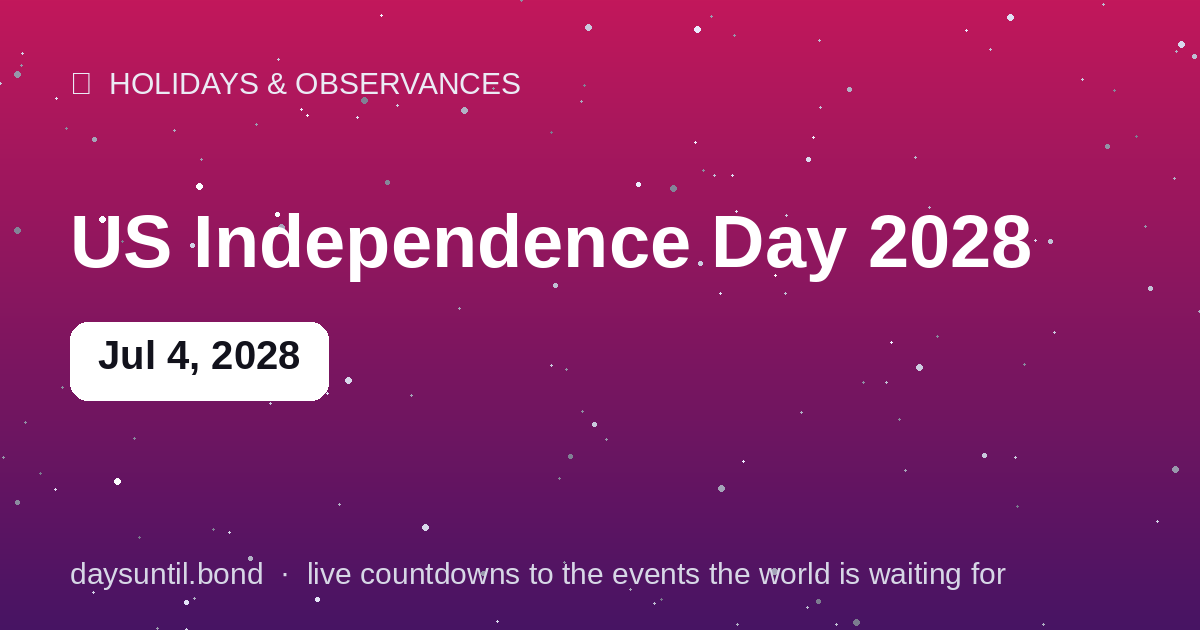 HOLIDAYS & OBSERVANCES
US Independence Day 2028
Jul 4, 2028
daysuntil.bond · live countdowns to the events the world is waiting for